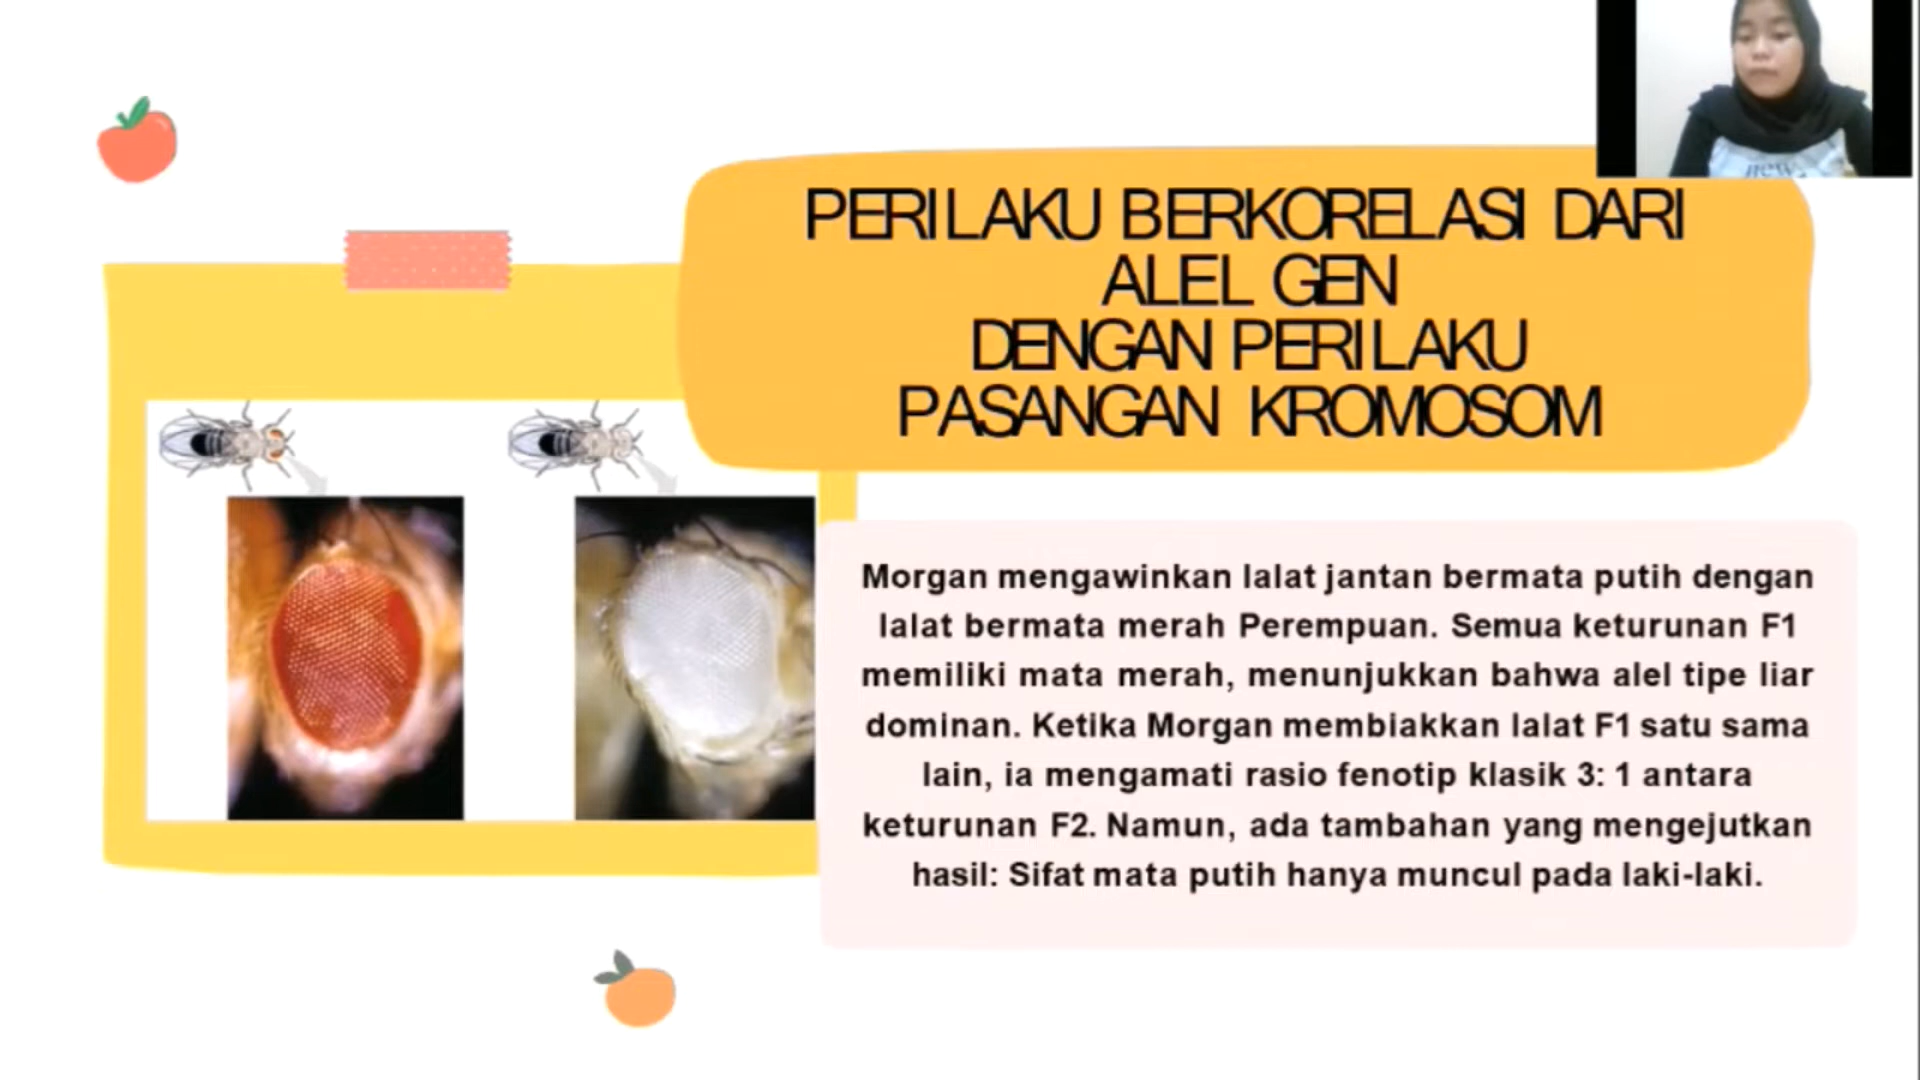 PERILAKU BERKORELASI DARI
ALEL GEN
DENGAN PERILAKU
PASANGAN KROMOSOM
Morgan mengawinkan lalat jantan bermata putih dengan
lalat bermata merah Perempuan. Semua keturunan F1
memiliki mata merah, menunjukkan bahwa alel tipe liar
dominan. Ketika Morgan membiakkan lalat F1 satu sama
lain, ia mengamati rasio fenotip klasik 3: 1 antara
keturunan F2. Namun, ada tambahan yang mengejutkan
hasil: Sifat mata putih hanya muncul pada laki-laki.